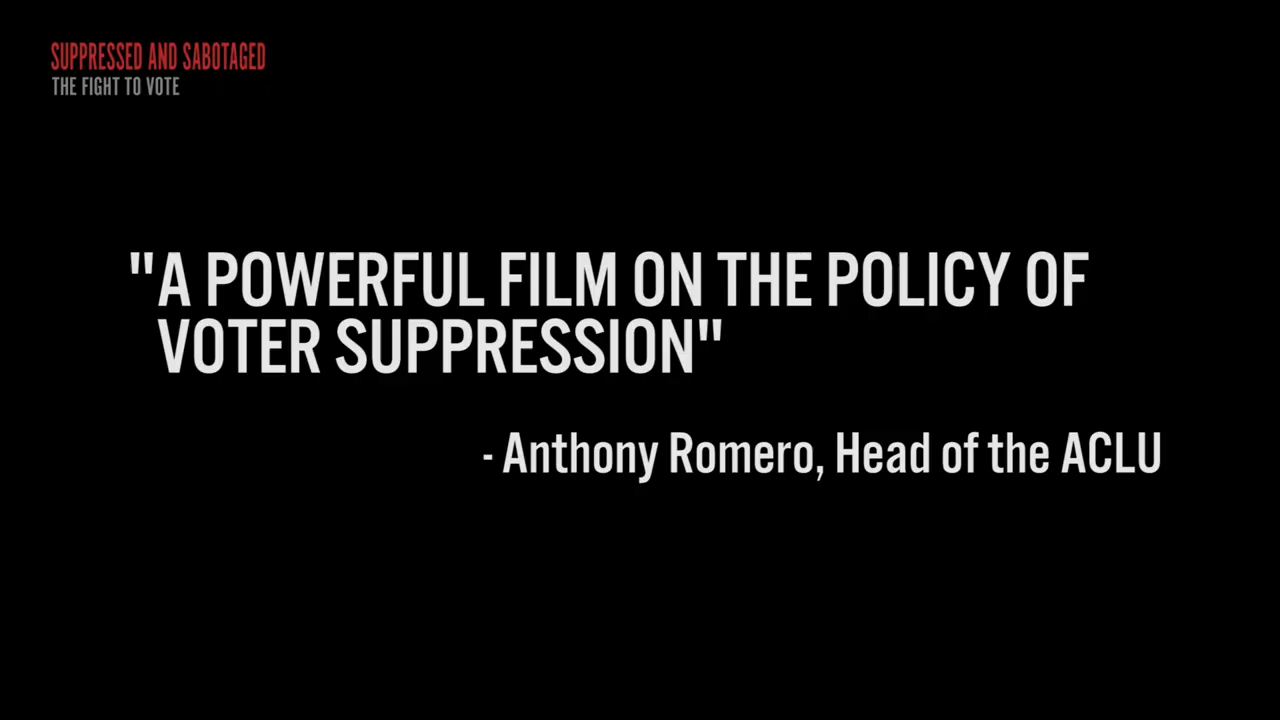 SUPPRESSED AND SABOTAGED
THE FIGHT TO VOTE
"A POWERFUL FILM ON THE POLICY OF
VOTER SUPPRESSION"
- Anthony Romero, Head of the ACLU